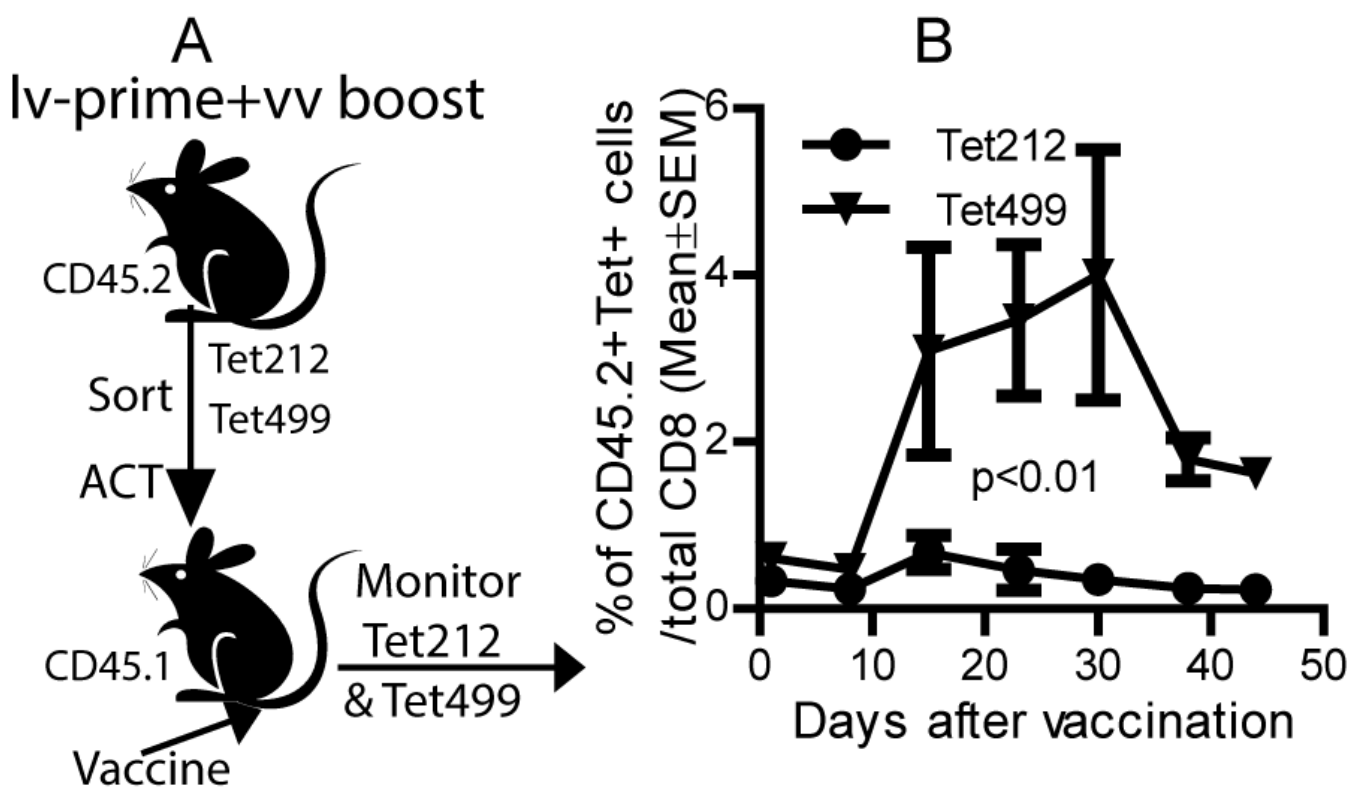 A
lv-prime+vv boost
CD45.2
Tet212
Sort
Tet499
ACT
CD45.1
Monitor
Tet212
& Tet499
Vaccine
B
% of CD45.2+Tet+ cells
/total CD8 (Mean±SEM)
6
4
2
0
Tet212
Tet499
p<0.01
0 10 20 30 40 50
Days after vaccination